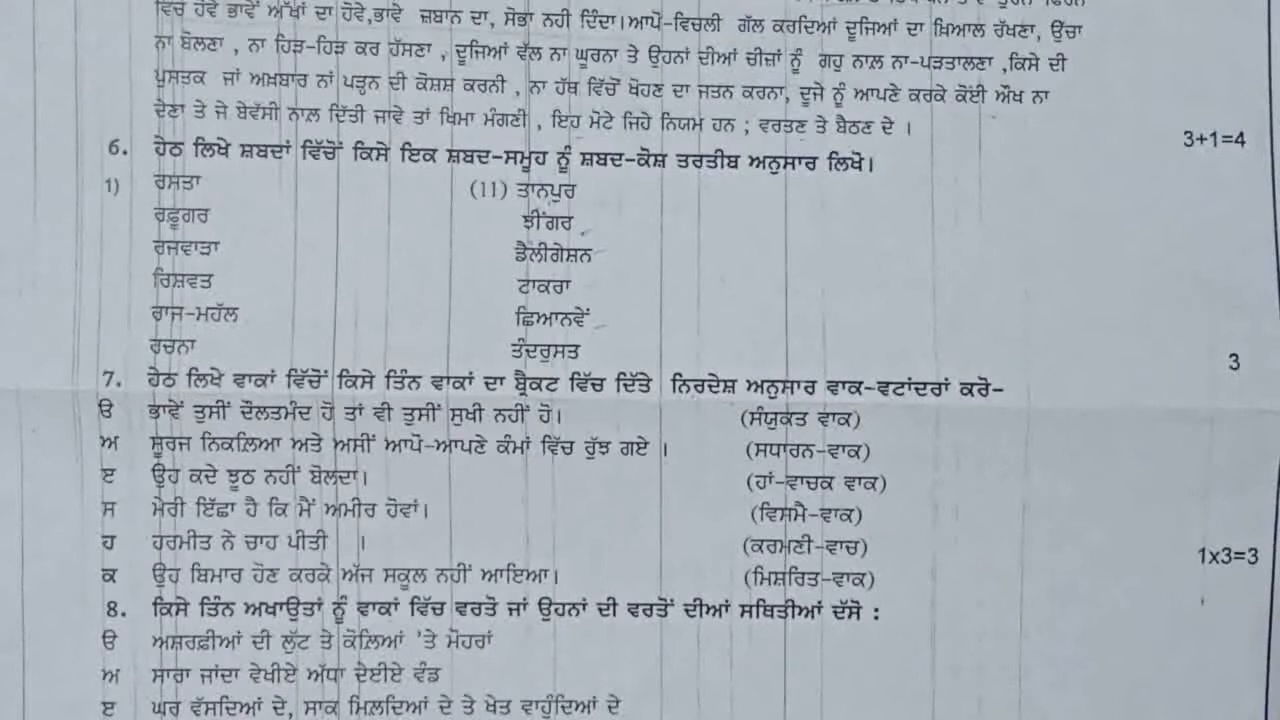 ਵਿੱਚ ਹੋਵੇ ਭਾਵੇਂ ਅੱਖਾਂ ਦਾ ਹੋਵੇ,ਭਾਵੇ ਜ਼ਬਾਨ ਦਾ, ਸੋਭਾ ਨਹੀ ਦਿੰਦਾ।ਆਪੋ-ਵਿਚਲੀ ਗੱਲ ਕਰਦਿਆਂ ਦੂਜਿਆਂ ਦਾ ਖ਼ਿਆਲ ਰੱਖਣਾ, ਉੱਚਾ
ਨਾ ਬੋਲਣਾ , ਨਾ ਹਿੜ-ਹਿੜ ਕਰ ਹੱਸਣਾ , ਦੂਜਿਆਂ ਵੱਲ ਨਾ ਘੂਰਨਾ ਤੇ ਉਹਨਾਂ ਦੀਆਂ ਚੀਜ਼ਾਂ ਨੂੰ ਗਹੁ ਨਾਲ਼ ਨਾ-ਪੜਤਾਲਣਾ ,ਕਿਸੇ ਦੀ
ਪੁਸਤਕ ਜਾਂ ਅਖ਼ਬਾਰ ਨਾਂ ਪੜ੍ਹਨ ਦੀ ਕੋਸ਼ਸ਼ ਕਰਨੀ , ਨਾ ਹੱਥ ਵਿੱਚੋਂ ਖੋਹਣ ਦਾ ਜਤਨ ਕਰਨਾ, ਦੂਜੇ ਨੂੰ ਆਪਣੇ ਕਰਕੇ ਕੋਈ ਔਖ ਨਾ
ਦੇਣਾ ਤੇ ਜੇ ਬੇਵੱਸੀ ਨਾਲ਼ ਦਿੱਤੀ ਜਾਵੇ ਤਾਂ ਖਿਮਾ ਮੰਗਣੀ , ਇਹ ਮੋਟੇ ਜਿਹੇ ਨਿਯਮ ਹਨ ; ਵਰਤਣ ਤੇ ਬੈਠਣ ਦੇ ।
3+1=4
6. ਹੇਠ ਲਿਖੇ ਸ਼ਬਦਾਂ ਵਿੱਚੋਂ ਕਿਸੇ ਇਕ ਸ਼ਬਦ-ਸਮੂਹ ਨੂੰ ਸ਼ਬਦ-ਕੋਸ਼ ਤਰਤੀਬ ਅਨੁਸਾਰ ਲਿਖੋ।
1) ਰਸਤਾ (11) ਤਾਨਪੁਰ
ਰਫ਼ੂਗਰ ਝੀਂਗਰ
ਰਜਵਾੜਾ ਡੈਲੀਗੇਸ਼ਨ
ਰਿਸ਼ਵਤ ਟਾਕਰਾ
ਰਾਜ-ਮਹੱਲ ਛਿਆਨਵੇਂ
ਰਚਨਾ ਤੰਦਰੁਸਤ
3
7. ਹੇਠ ਲਿਖੇ ਵਾਕਾਂ ਵਿੱਚੋਂ ਕਿਸੇ ਤਿੰਨ ਵਾਕਾਂ ਦਾ ਬ੍ਰੈਕਟ ਵਿੱਚ ਦਿੱਤੇ ਨਿਰਦੇਸ਼ ਅਨੁਸਾਰ ਵਾਕ-ਵਟਾਂਦਰਾਂ ਕਰੋ-
ੳ ਭਾਵੇਂ ਤੁਸੀਂ ਦੌਲਤਮੰਦ ਹੋ ਤਾਂ ਵੀ ਤੁਸੀਂ ਸੁਖੀ ਨਹੀਂ ਹੋ। (ਸੰਯੁਕਤ ਵਾਕ)
ਅ ਸੂਰਜ ਨਿਕਲ਼ਿਆ ਅਤੇ ਅਸੀਂ ਆਪੋ-ਆਪਣੇ ਕੰਮਾਂ ਵਿੱਚ ਰੁੱਝ ਗਏ । (ਸਧਾਰਨ-ਵਾਕ)
ੲ ਉਹ ਕਦੇ ਝੂਠ ਨਹੀਂ ਬੋਲਦਾ। (ਹਾਂ-ਵਾਚਕ ਵਾਕ)
ਸ ਮੇਰੀ ਇੱਛਾ ਹੈ ਕਿ ਮੈਂ ਅਮੀਰ ਹੋਵਾਂ। (ਵਿਸਮੈ-ਵਾਕ)
ਹ ਹਰਮੀਤ ਨੇ ਚਾਹ ਪੀਤੀ । (ਕਰਮਣੀ-ਵਾਚ)
1x3=3
ਕ ਉਹ ਬਿਮਾਰ ਹੋਣ ਕਰਕੇ ਅੱਜ ਸਕੂਲ ਨਹੀਂ ਆਇਆ। (ਮਿਸ਼ਰਿਤ-ਵਾਕ)
8. ਕਿਸੇ ਤਿੰਨ ਅਖਾਉਤਾਂ ਨੂੰ ਵਾਕਾਂ ਵਿੱਚ ਵਰਤੋ ਜਾਂ ਉਹਨਾਂ ਦੀ ਵਰਤੋਂ ਦੀਆਂ ਸਥਿਤੀਆਂ ਦੱਸੋ :
ੳ ਅਸ਼ਰਫ਼ੀਆਂ ਦੀ ਲੁੱਟ ਤੇ ਕੋਲਿਆਂ 'ਤੇ ਮੋਹਰਾਂ
ਅ ਸਾਰਾ ਜਾਂਦਾ ਵੇਖੀਏ ਅੱਧਾ ਦੇਈਏ ਵੰਡ
ੲ ਘਰ ਵੱਸਦਿਆਂ ਦੇ, ਸਾਕ ਮਿਲ਼ਦਿਆਂ ਦੇ ਤੇ ਖੇਤ ਵਾਹੁੰਦਿਆਂ ਦੇ